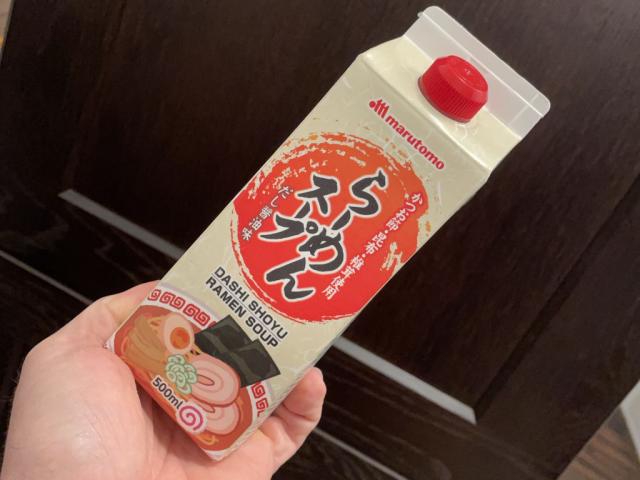 marutomo
かつお節・昆布・椎茸使用
らーめん
スープ
だし醤油味
DASHI SHOYU
RAMEN SOUP
500ml